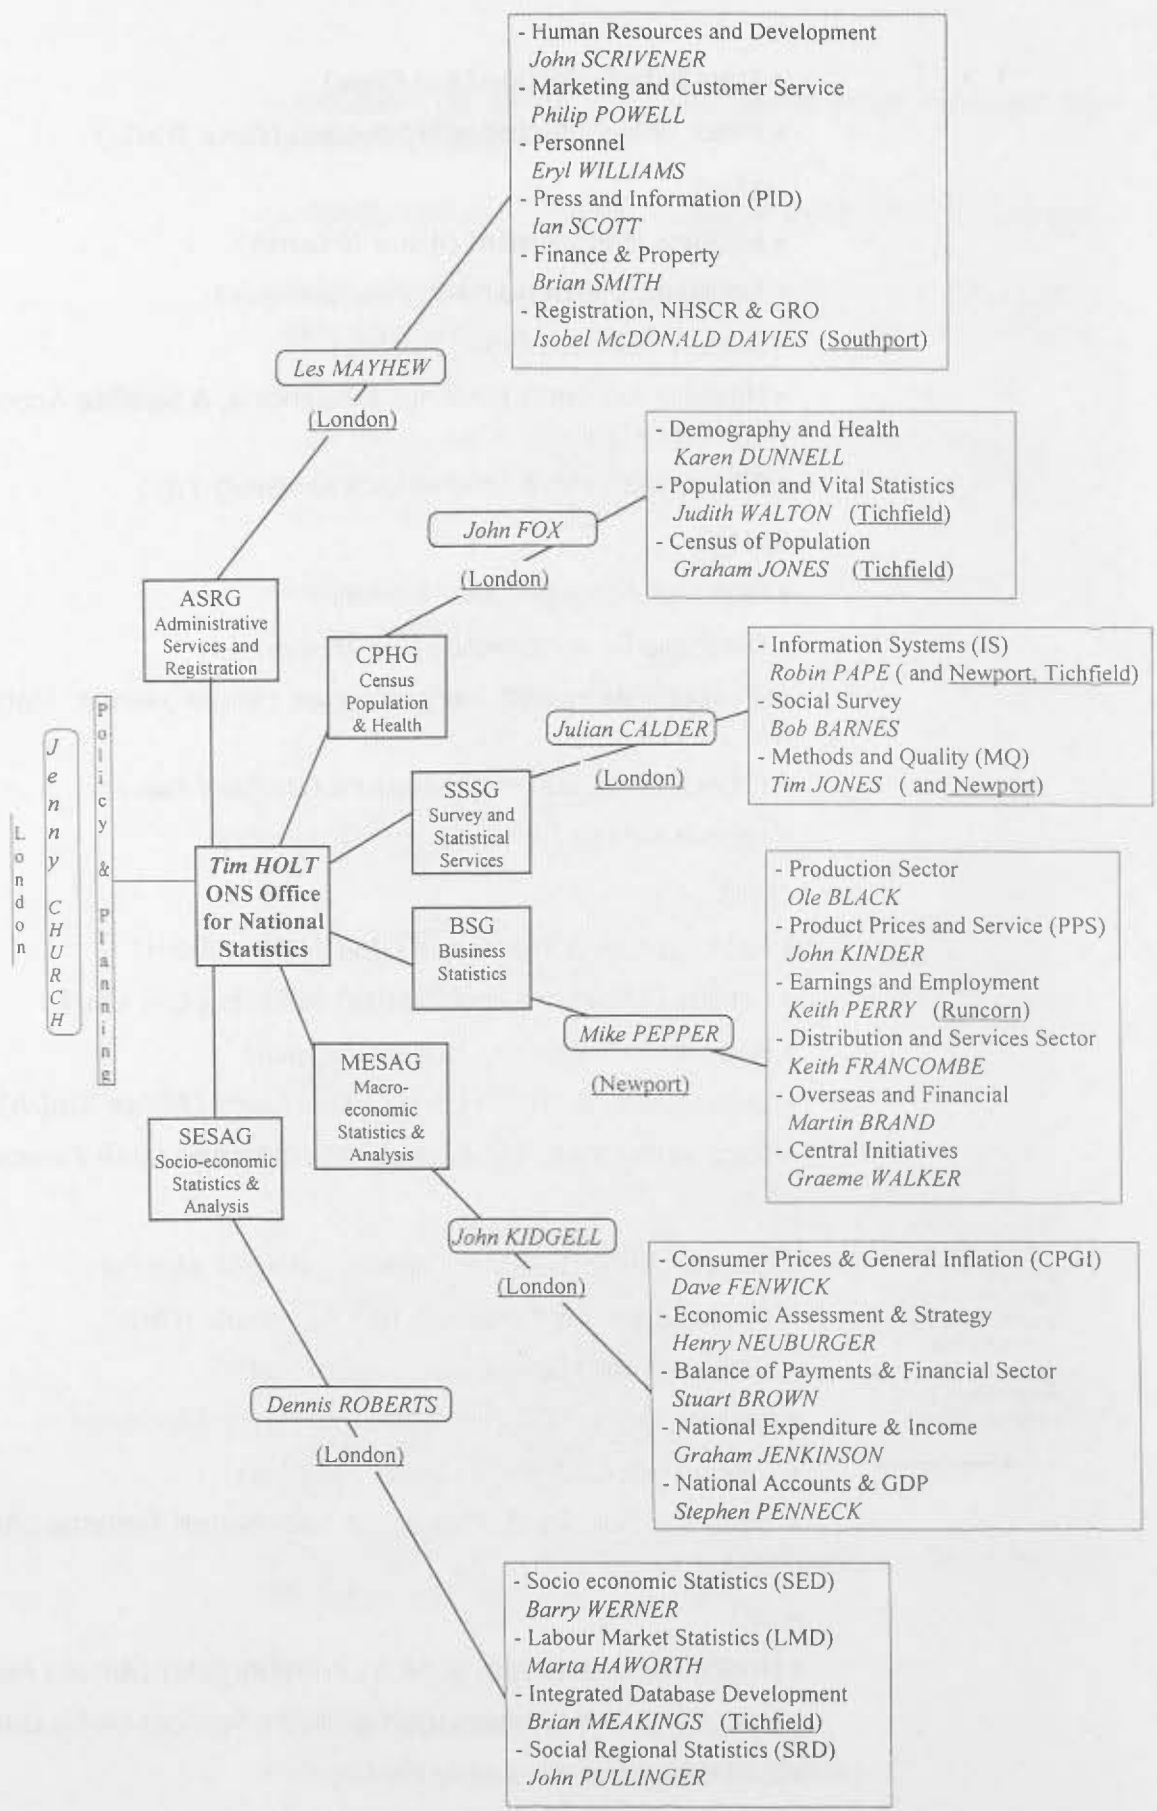 - Human Resources and Development
John SCRIVENER
- Marketing and Customer Service
Philip POWELL
- Personnel
Eryl WILLIAMS
- Press and Information (PID)
Ian SCOTT
- Finance & Property
Brian SMITH
- Registration, NHSCR & GRO
Isobel McDONALD DAVIES (Southport)
Les MAYHEW
(London)
- Demography and Health
Karen DUNNELL
- Population and Vital Statistics
Judith WALTON (Tichfield)
- Census of Population
Graham JONES (Tichfield)
John FOX
(London)
ASRG
Administrative
Services and
Registration
CPHG
Census
Population
& Health
- Information Systems (IS)
Robin PAPE ( and Newport, Tichfield)
- Social Survey
Bob BARNES
- Methods and Quality (MQ)
Tim JONES ( and Newport)
Julian CALDER
(London)
SSSG
Survey and
Statistical
Services
London
Jenny CHURCH
Policy & Planning
Tim HOLT
ONS Office
for National
Statistics
BSG
Business
Statistics
- Production Sector
Ole BLACK
- Product Prices and Service (PPS)
John KINDER
- Earnings and Employment
Keith PERRY (Runcorn)
- Distribution and Services Sector
Keith FRANCOMBE
- Overseas and Financial
Martin BRAND
- Central Initiatives
Graeme WALKER
Mike PEPPER
(Newport)
MESAG
Macro-
economic
Statistics &
Analysis
SESAG
Socio-economic
Statistics &
Analysis
John KIDGELL
(London)
- Consumer Prices & General Inflation (CPGI)
Dave FENWICK
- Economic Assessment & Strategy
Henry NEUBURGER
- Balance of Payments & Financial Sector
Stuart BROWN
- National Expenditure & Income
Graham JENKINSON
- National Accounts & GDP
Stephen PENNECK
Dennis ROBERTS
(London)
- Socio economic Statistics (SED)
Barry WERNER
- Labour Market Statistics (LMD)
Marta HAWORTH
- Integrated Database Development
Brian MEAKINGS (Tichfield)
- Social Regional Statistics (SRD)
John PULLINGER